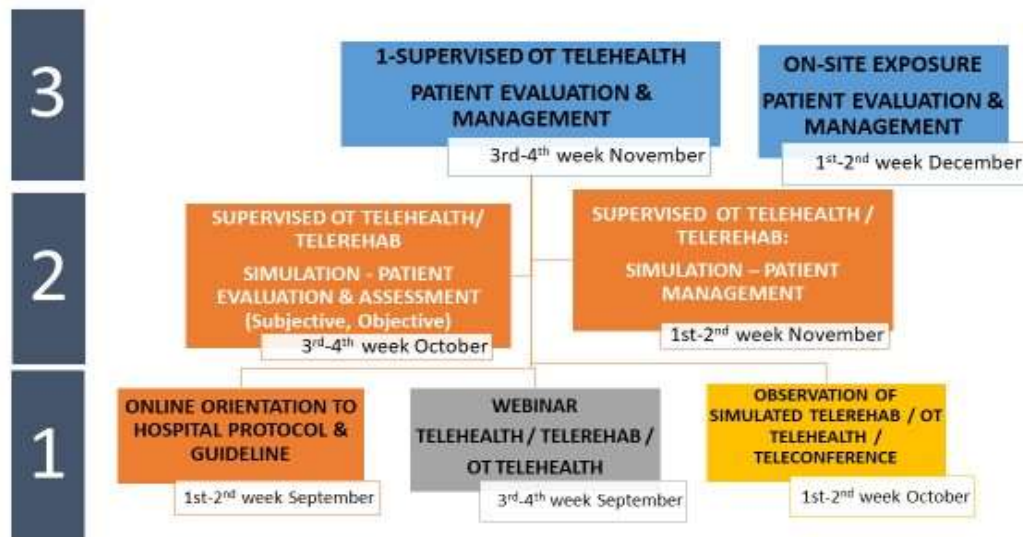 3
1-SUPERVISED OT TELEHEALTH
PATIENT EVALUATION &
MANAGEMENT
3rd-4th week November
ON-SITE EXPOSURE
PATIENT EVALUATION &
MANAGEMENT
1st-2nd week December
2
SUPERVISED OT TELEHEALTH/
TELEREHAB
SIMULATION - PATIENT
EVALUATION & ASSESSMENT
(Subjective, Objective)
3rd-4th week October
SUPERVISED OT TELEHEALTH /
TELEREHAB:
SIMULATION – PATIENT
MANAGEMENT
1st-2nd week November
1
ONLINE ORIENTATION TO
HOSPITAL PROTOCOL &
GUIDELINE
1st-2nd week September
WEBINAR
TELEHEALTH / TELEREHAB /
OT TELEHEALTH
3rd-4th week September
OBSERVATION OF
SIMULATED TELEREHAB / OT
TELEHEALTH /
TELECONFERENCE
1st-2nd week October